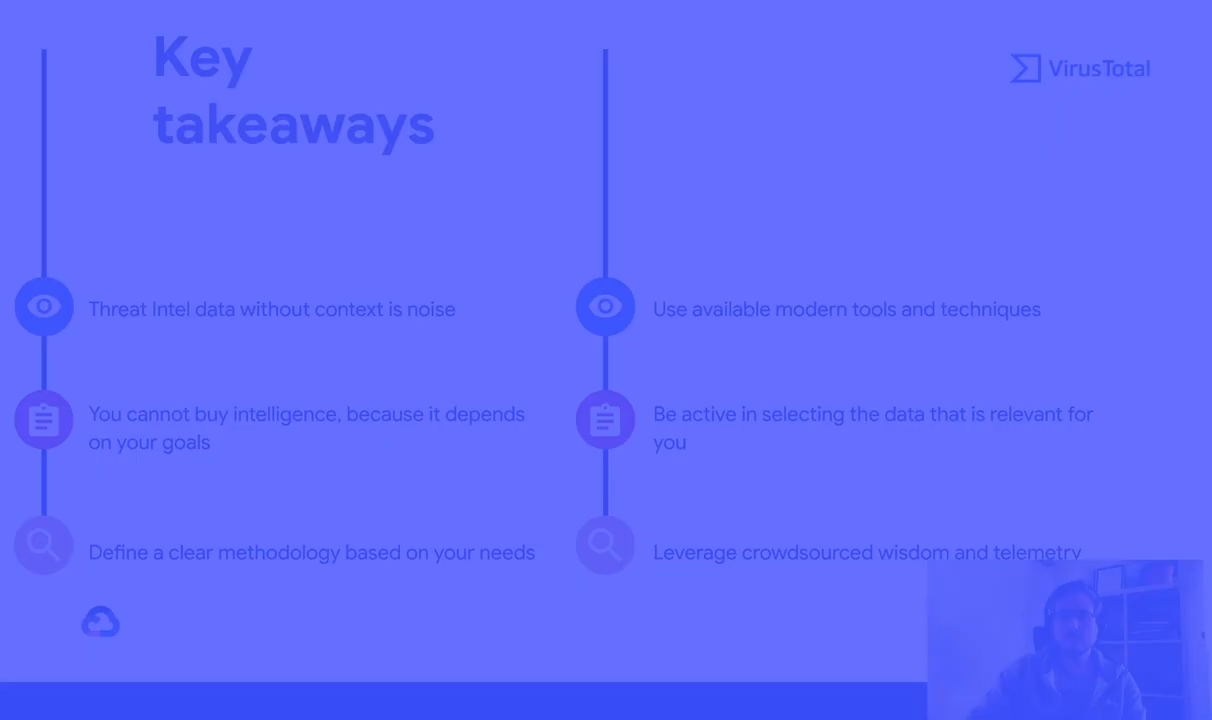 Key
takeaways
VirusTotal
Threat Intel data without context is noise
You cannot buy intelligence, because it depends
on your goals
Define a clear methodology based on your needs
Use available modern tools and techniques
Be active in selecting the data that is relevant for
you
Leverage crowdsourced wisdom and telemetry